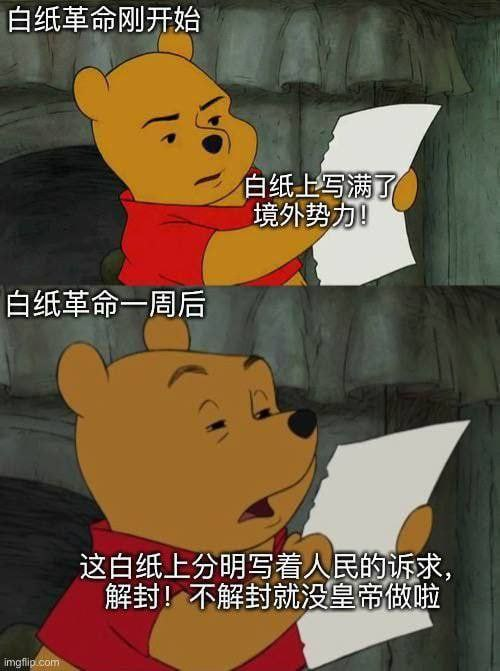 白纸革命刚开始
白纸上写满了
境外势力！
白纸革命一周后
这白纸上分明写着人民的诉求，
解封！不解封就没皇帝做啦
imgflip.com